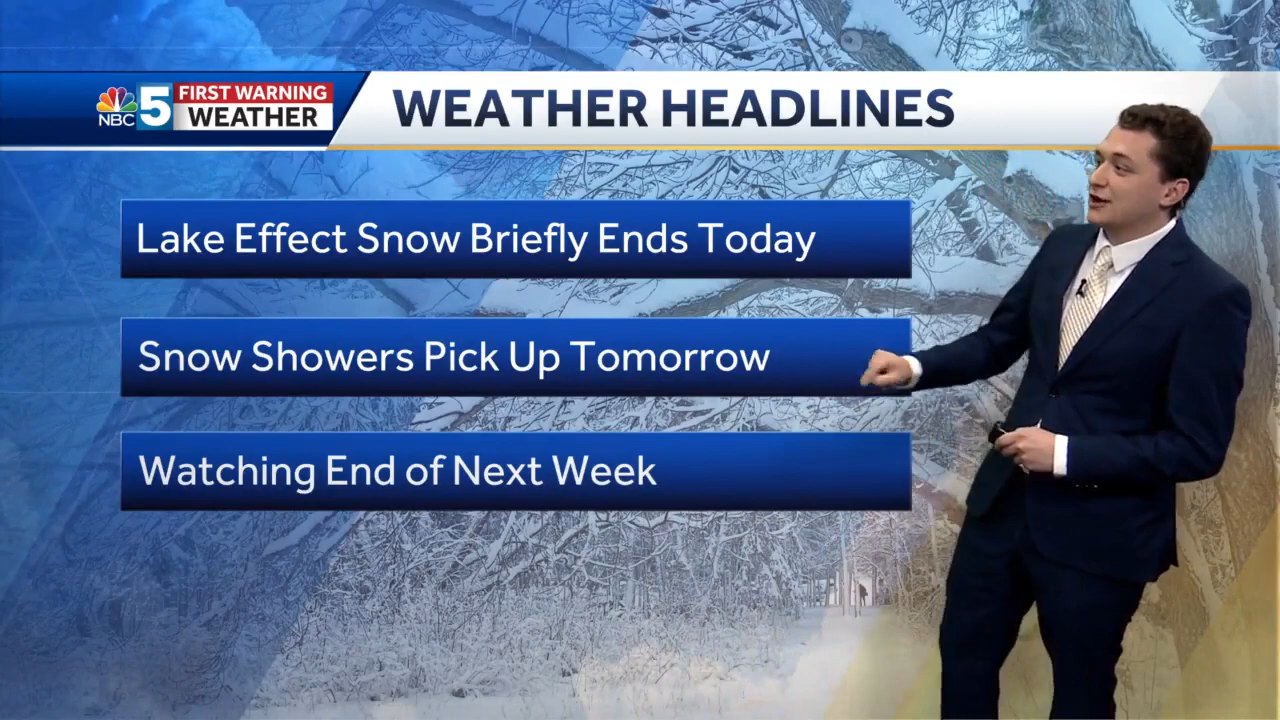 NBC 5 FIRST WARNING
WEATHER
WEATHER HEADLINES
Lake Effect Snow Briefly Ends Today
Snow Showers Pick Up Tomorrow
Watching End of Next Week